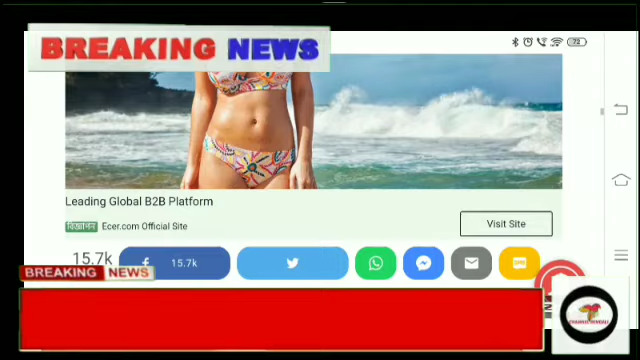 BREAKING NEWS
72
Leading Global B2B Platform
বিজ্ঞাপন Ecer.com Official Site
Visit Site
15.7k
15.7k
BREAKING NEWS